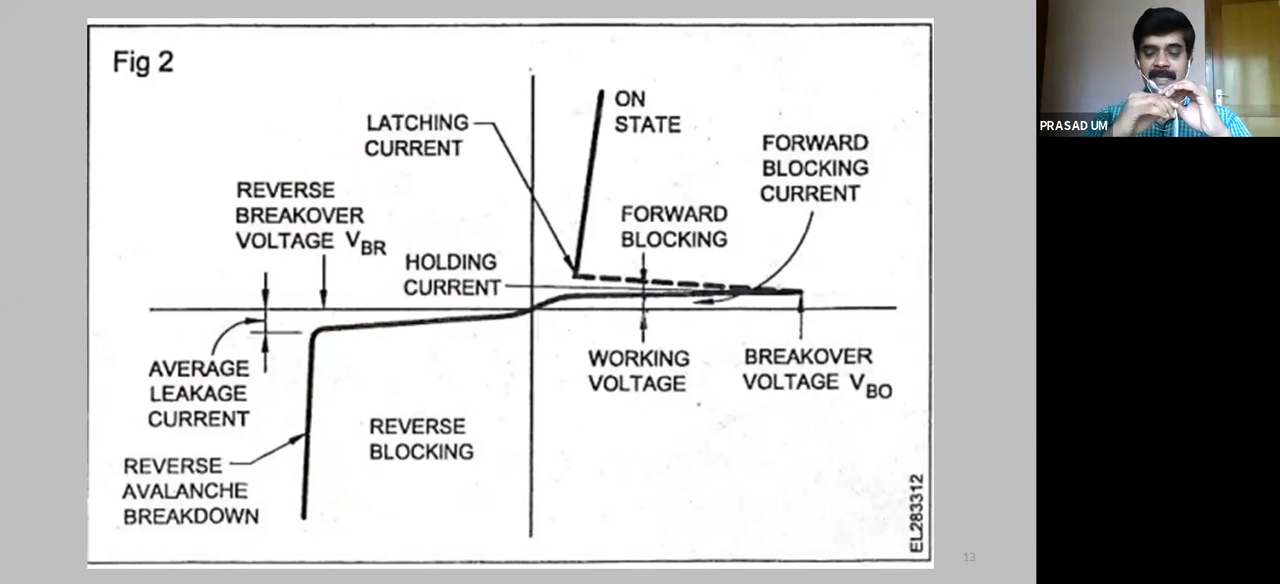 Fig 2
LATCHING
CURRENT
ON
STATE
FORWARD
BLOCKING
CURRENT
REVERSE
BREAKOVER
VOLTAGE VBR
FORWARD
BLOCKING
HOLDING
CURRENT
AVERAGE
LEAKAGE
CURRENT
WORKING
VOLTAGE
BREAKOVER
VOLTAGE VBO
REVERSE
BLOCKING
REVERSE
AVALANCHE
BREAKDOWN
EL283312
13
PRASAD UM